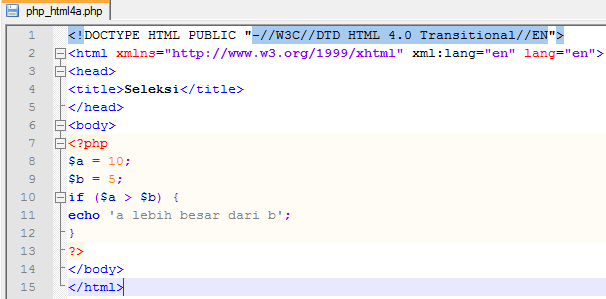 php_html4a.php
1 <!DOCTYPE HTML PUBLIC "-//W3C//DTD HTML 4.0 Transitional//EN">
2 <html xmlns="http://www.w3.org/1999/xhtml" xml:lang="en" lang="en">
3 <head>
4 <title>Seleksi</title>
5 </head>
6 <body>
7 <?php
8 $a = 10;
9 $b = 5;
10 if ($a > $b) {
11 echo 'a lebih besar dari b';
12 }
13 ?>
14 </body>
15 </html>